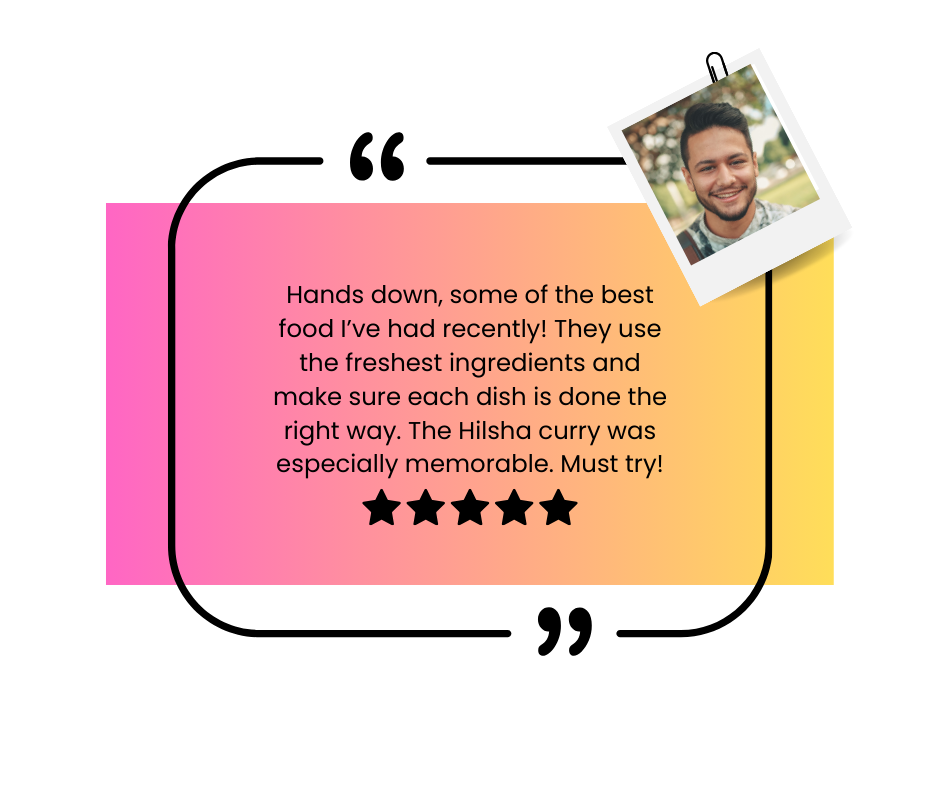 Hands down, some of the best
food I’ve had recently! They use
the freshest ingredients and
make sure each dish is done the
right way. The Hilsha curry was
especially memorable. Must try!